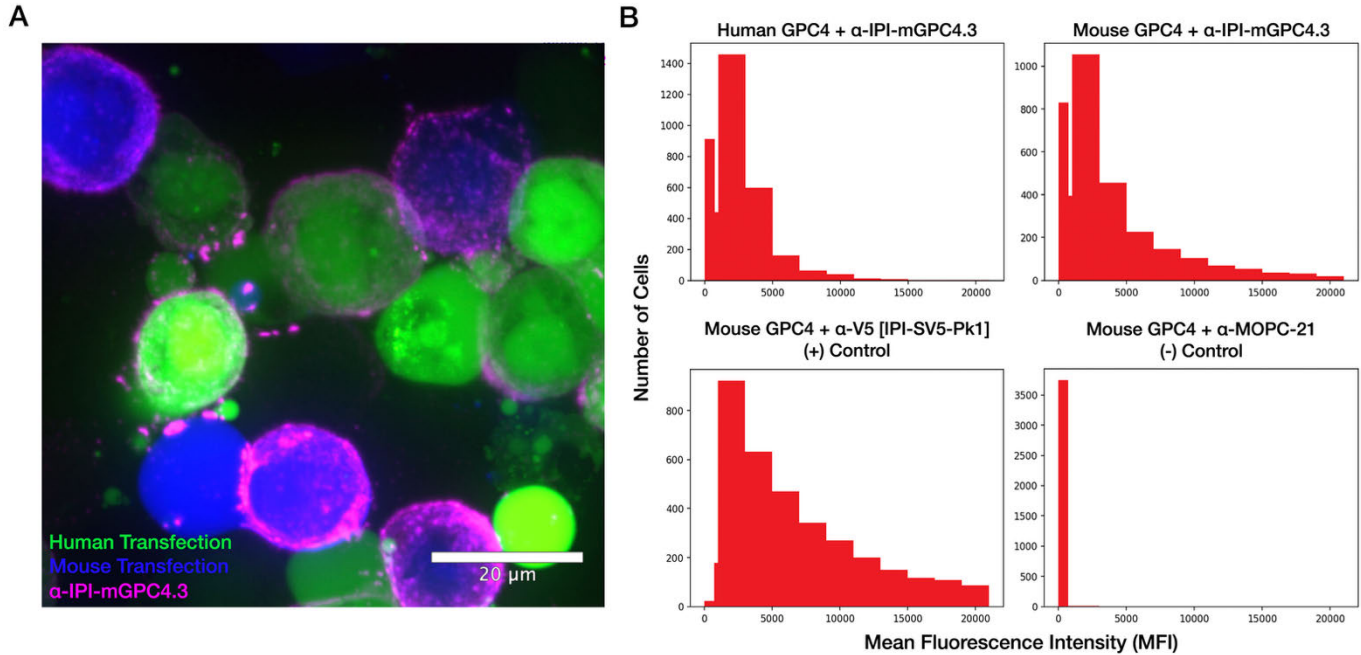 A
Human Transfection
Mouse Transfection
α-IPI-mGPC4.3
20 μm
B
Number of Cells
Human GPC4 + α-IPI-mGPC4.3
1400
1200
1000
800
600
400
200
0
0 5000 10000 15000 20000
Mouse GPC4 + α-IPI-mGPC4.3
1000
800
600
400
200
0
0 5000 10000 15000 20000
Mouse GPC4 + α-V5 [IPI-SV5-Pk1]
(+) Control
800
600
400
200
0
0 5000 10000 15000 20000
Mouse GPC4 + α-MOPC-21
(-) Control
3500
3000
2500
2000
1500
1000
500
0
0 5000 10000 15000 20000
Mean Fluorescence Intensity (MFI)